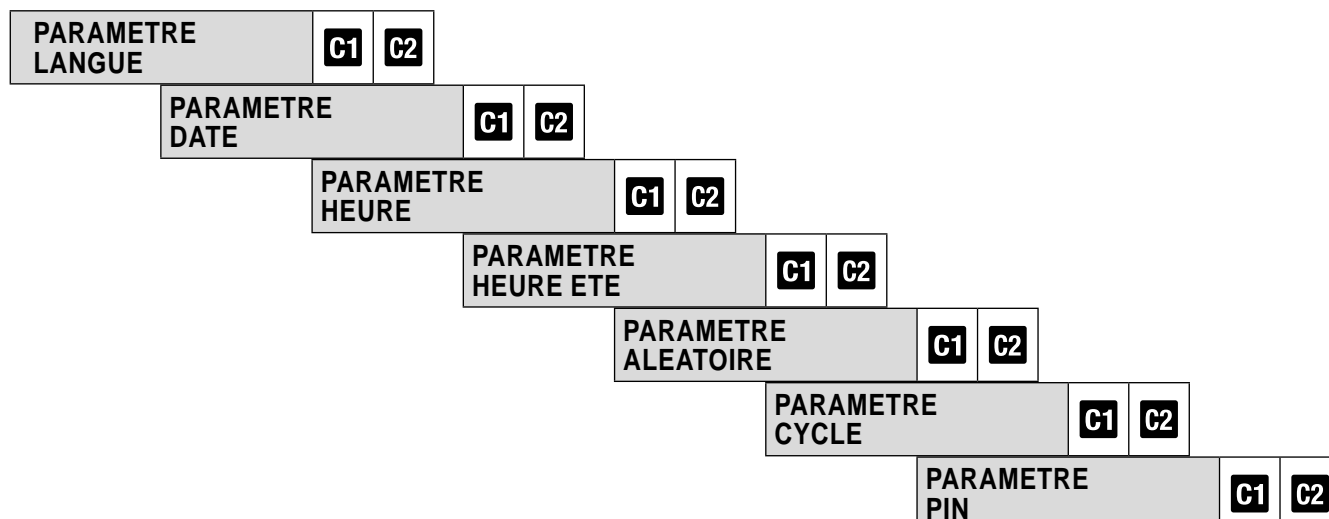 PARAMETRE
LANGUE
C1 C2
PARAMETRE
DATE
C1 C2
PARAMETRE
HEURE
C1 C2
PARAMETRE
HEURE ETE
C1 C2
PARAMETRE
ALEATOIRE
C1 C2
PARAMETRE
CYCLE
C1 C2
PARAMETRE
PIN
C1 C2